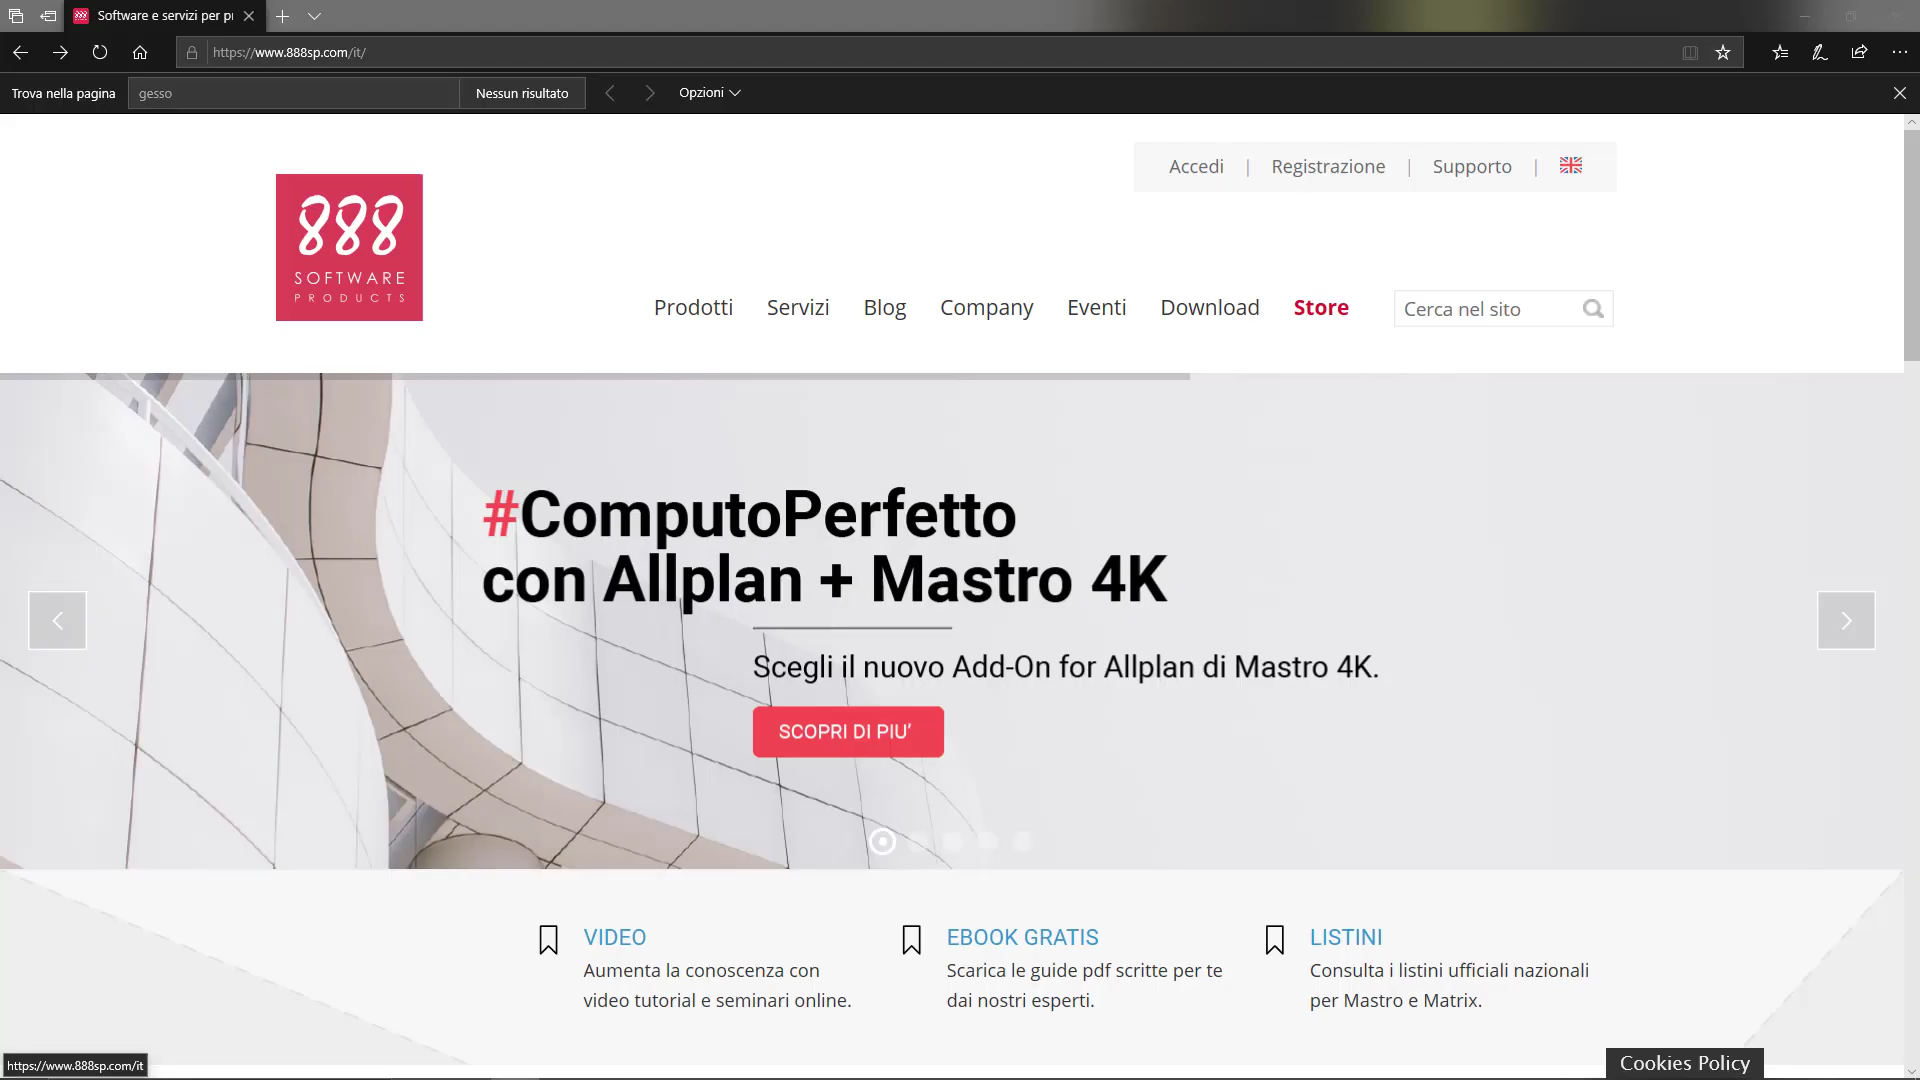 Software e servizi per pr
https://www.888sp.com/it/
Trova nella pagina
gesso
Nessun risultato
Opzioni
Accedi | Registrazione | Supporto |
888
SOFTWARE
PRODUCTS
Prodotti Servizi Blog Company Eventi Download Store
Cerca nel sito
#ComputoPerfetto
con Allplan + Mastro 4K
Scegli il nuovo Add-On for Allplan di Mastro 4K.
SCOPRI DI PIU'
VIDEO
Aumenta la conoscenza con
video tutorial e seminari online.
EBOOK GRATIS
Scarica le guide pdf scritte per te
dai nostri esperti.
LISTINI
Consulta i listini ufficiali nazionali
per Mastro e Matrix.
https://www.888sp.com/it
Cookies Policy